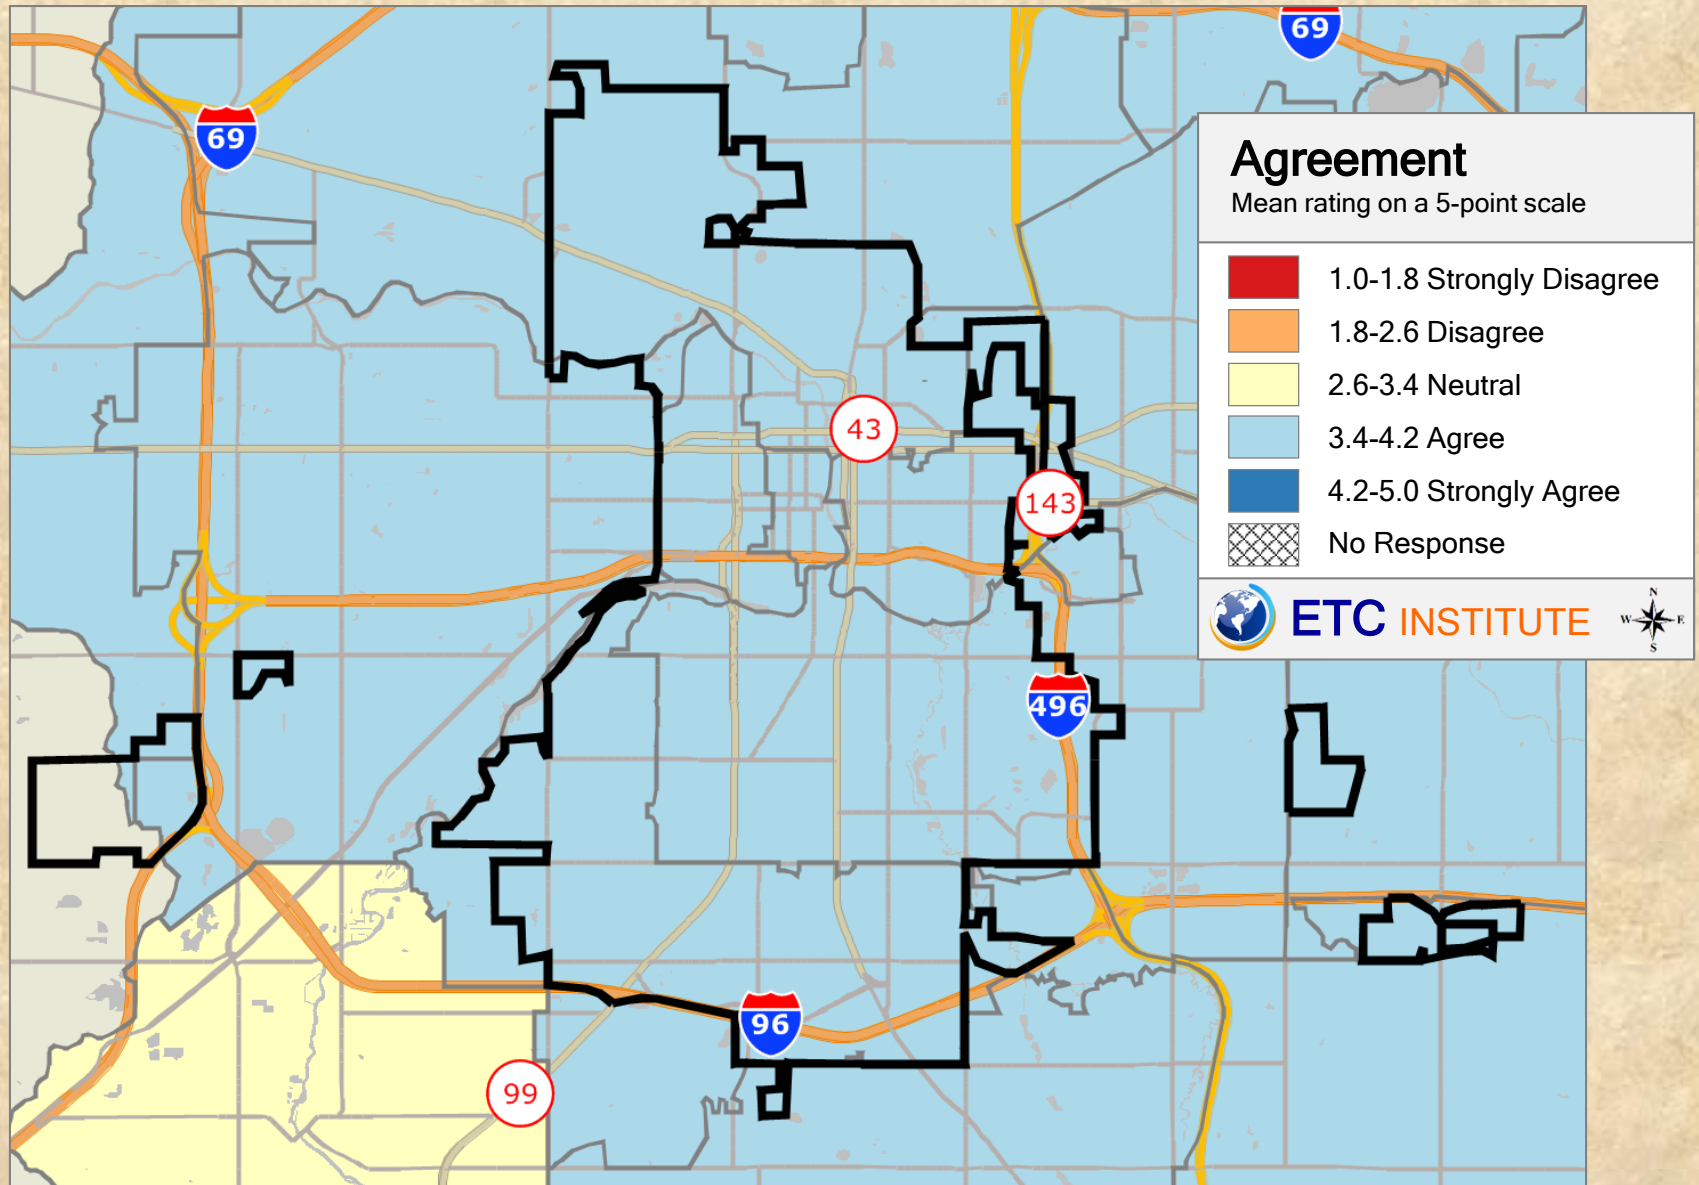 69
69
Agreement
Mean rating on a 5-point scale
1.0-1.8 Strongly Disagree
1.8-2.6 Disagree
2.6-3.4 Neutral
3.4-4.2 Agree
4.2-5.0 Strongly Agree
No Response
ETC INSTITUTE
N
W E
S
43
143
496
96
99